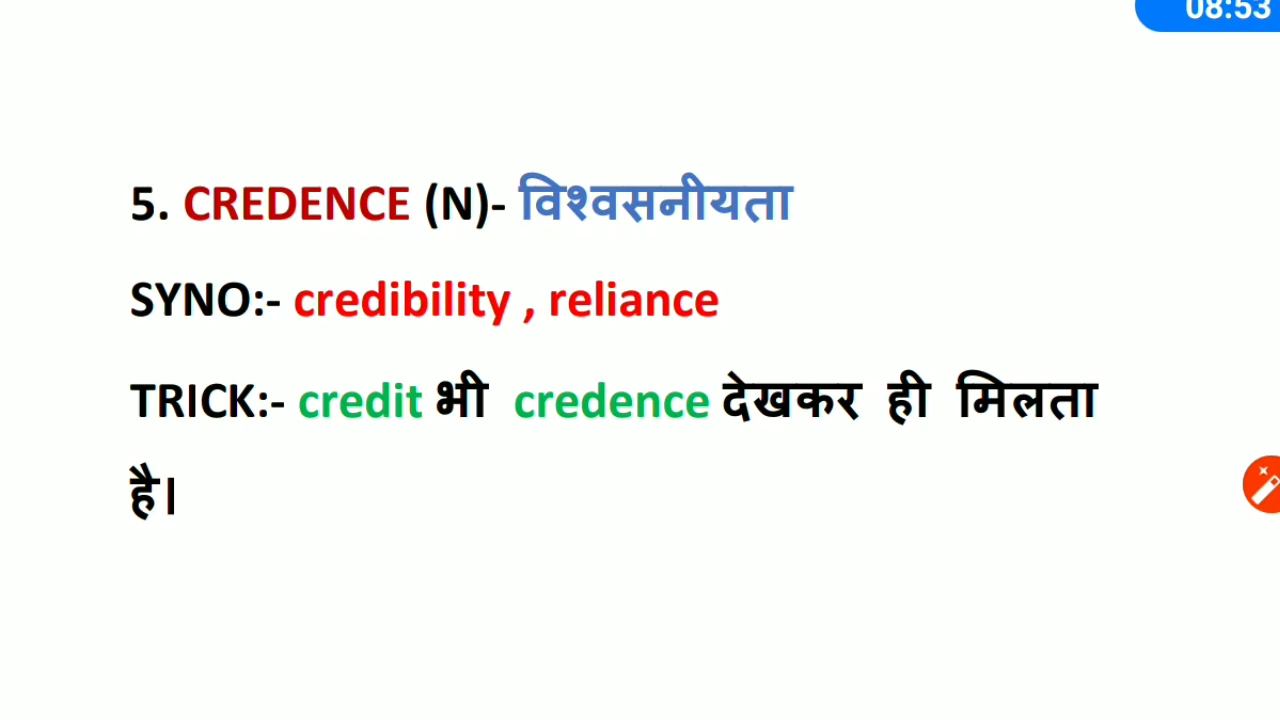 08:53
5. CREDENCE (N)- विश्वसनीयता
SYNO:- credibility , reliance
TRICK:- credit भी credence देखकर ही मिलता
है।